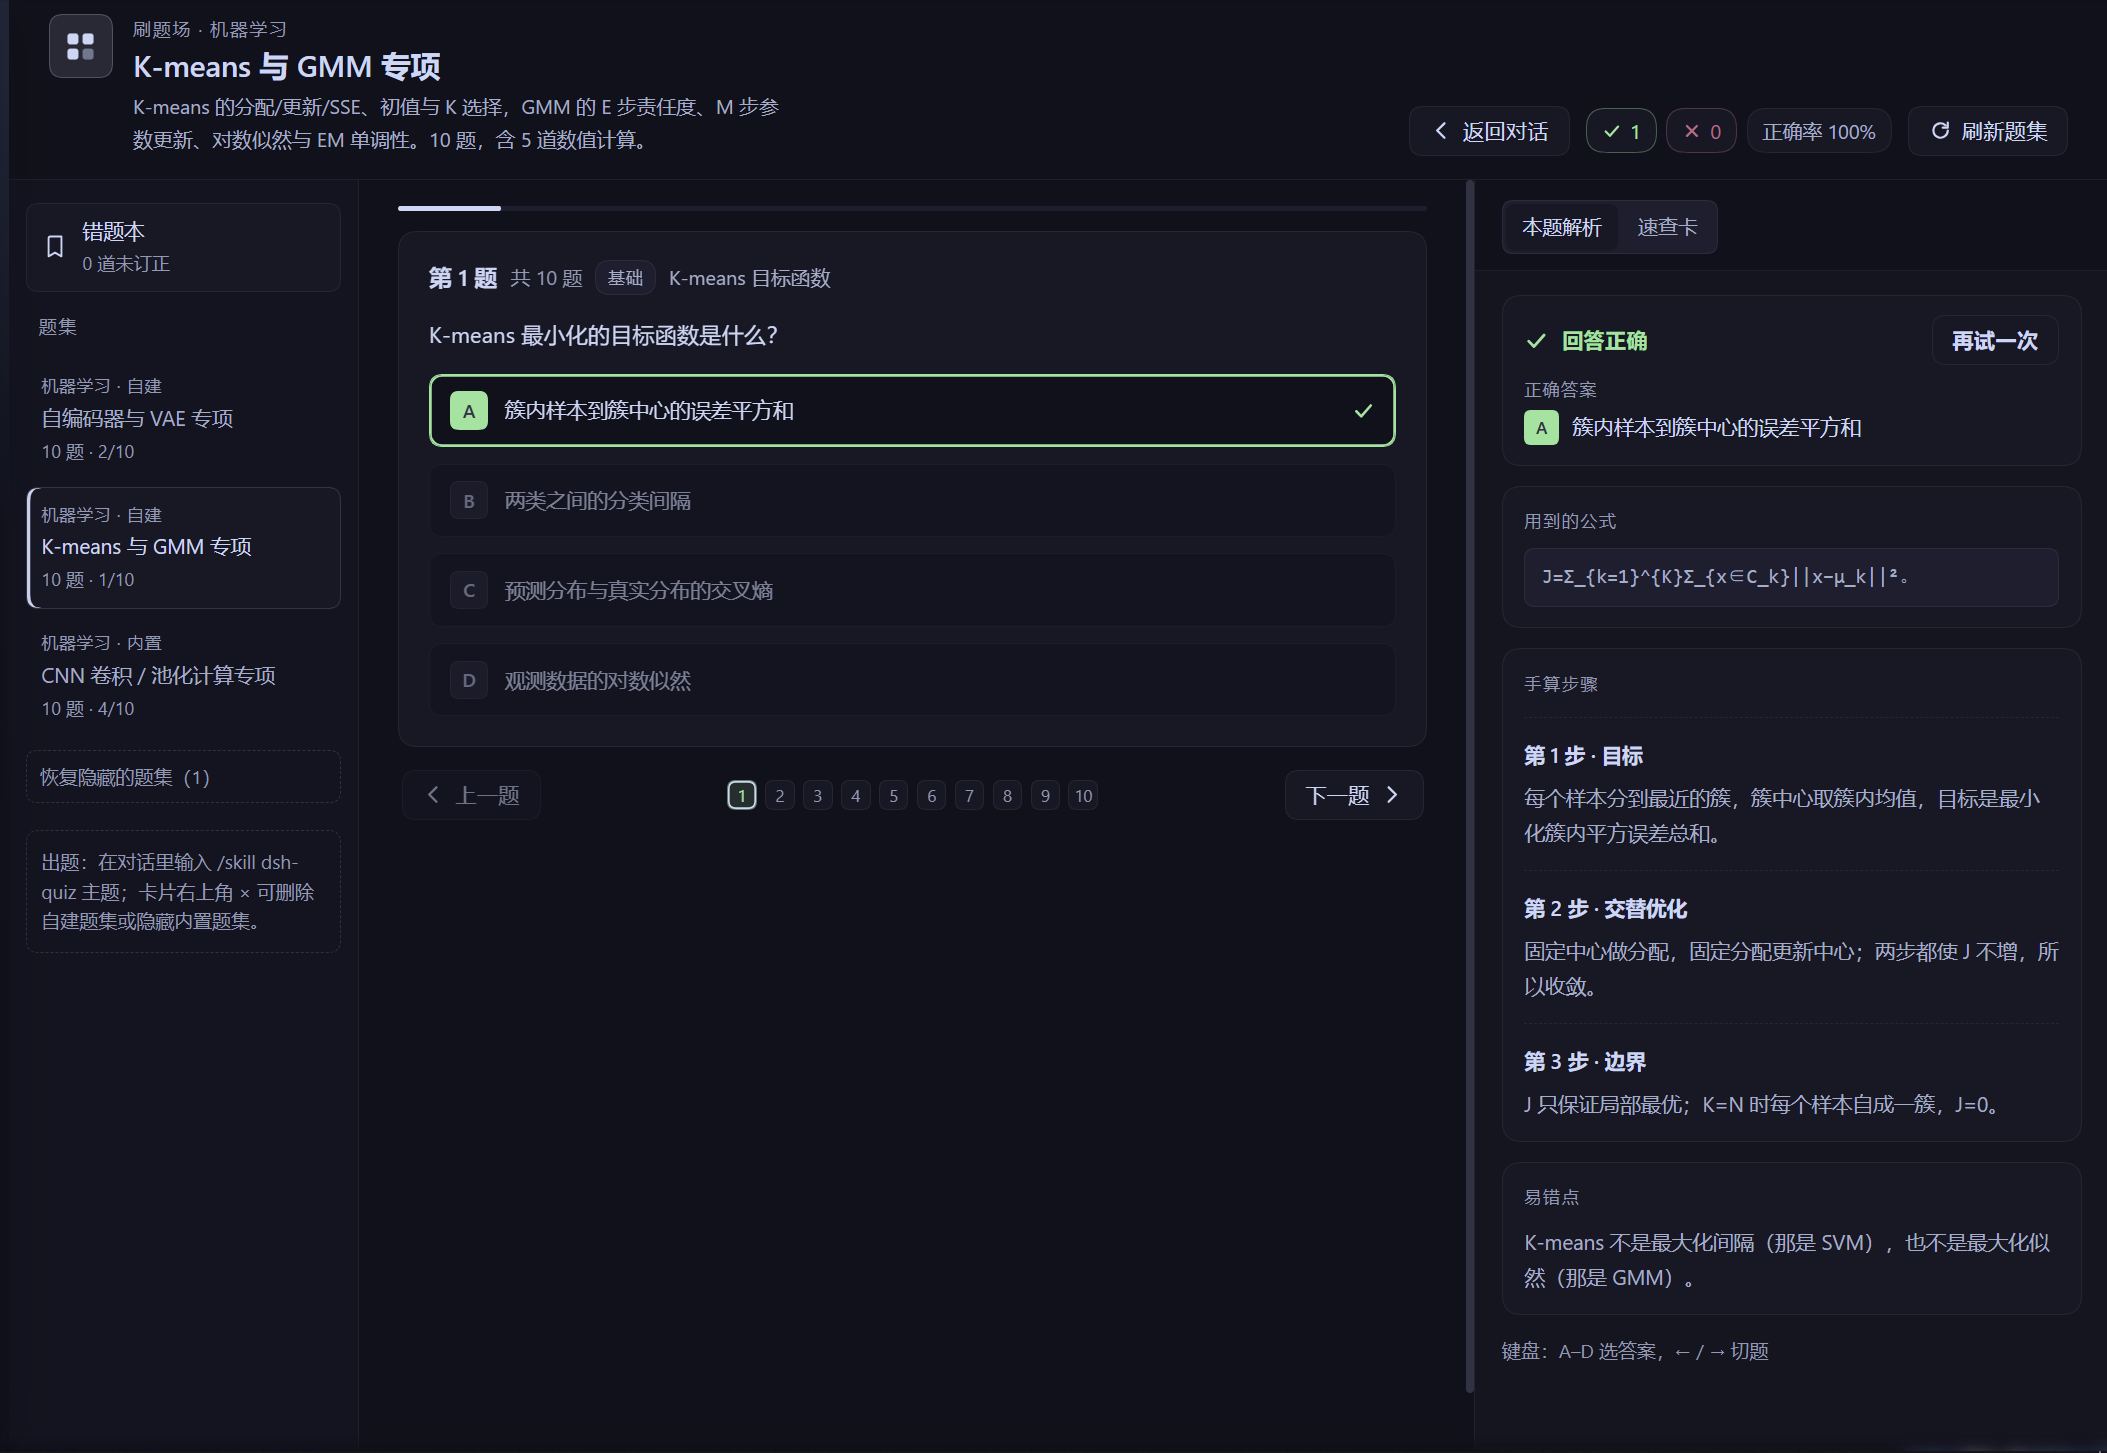 刷题场 · 机器学习
K-means 与 GMM 专项
K-means 的分配/更新/SSE、初值与 K 选择，GMM 的 E 步责任度、M 步参
数更新、对数似然与 EM 单调性。10 题，含 5 道数值计算。
返回对话
1
0
正确率 100%
刷新题集
错题本
0 道未订正
题集
机器学习 · 自建
自编码器与 VAE 专项
10 题 · 2/10
机器学习 · 自建
K-means 与 GMM 专项
10 题 · 1/10
机器学习 · 内置
CNN 卷积 / 池化计算专项
10 题 · 4/10
恢复隐藏的题集（1）
出题：在对话里输入 /skill dsh-
quiz 主题；卡片右上角 × 可删除
自建题集或隐藏内置题集。
第 1 题 共 10 题 基础 K-means 目标函数
K-means 最小化的目标函数是什么？
A 簇内样本到簇中心的误差平方和
B 两类之间的分类间隔
C 预测分布与真实分布的交叉熵
D 观测数据的对数似然
上一题
1 2 3 4 5 6 7 8 9 10
下一题
本题解析 速查卡
回答正确
再试一次
正确答案
A 簇内样本到簇中心的误差平方和
用到的公式
J=Σ_{k=1}^{K}Σ_{x∈C_k}||x−μ_k||²。
手算步骤
第 1 步 · 目标
每个样本分到最近的簇，簇中心取簇内均值，目标是最小
化簇内平方误差总和。
第 2 步 · 交替优化
固定中心做分配，固定分配更新中心；两步都使 J 不增，所
以收敛。
第 3 步 · 边界
J 只保证局部最优；K=N 时每个样本自成一簇，J=0。
易错点
K-means 不是最大化间隔（那是 SVM），也不是最大化似
然（那是 GMM）。
键盘：A–D 选答案，← / → 切题